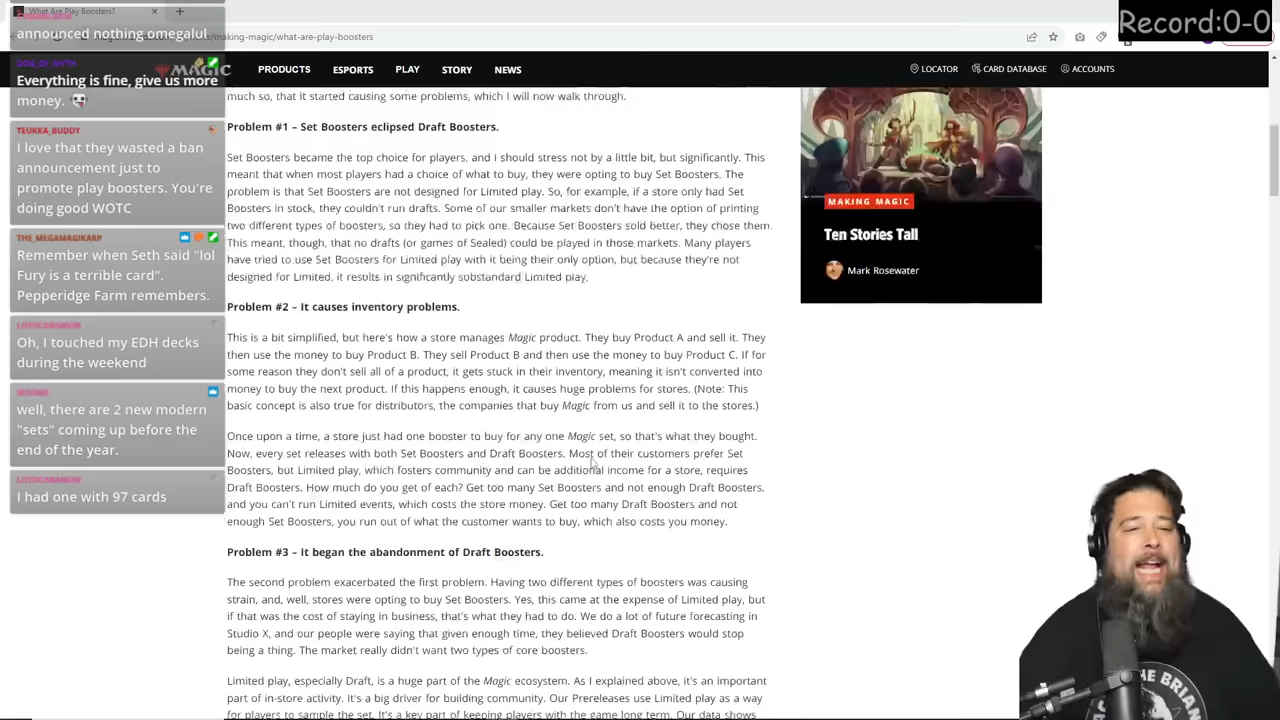 What Are Play Boosters?
Record:0-0
/making-magic/what-are-play-boosters
announced nothing omegalul
DOG_OF_MYTH
Everything is fine, give us more
money.
TEUKKA_BUDDY
I love that they wasted a ban
announcement just to
promote play boosters. You're
doing good WOTC
THE_MEGAMAGIKARP
Remember when Seth said "lol
Fury is a terrible card".
Pepperidge Farm remembers.
Oh, I touched my EDH decks
during the weekend
well, there are 2 new modern
"sets" coming up before the
end of the year.
I had one with 97 cards
MAGIC
PRODUCTS
ESPORTS
PLAY
STORY
NEWS
LOCATOR
CARD DATABASE
ACCOUNTS
much so, that it started causing some problems, which I will now walk through.
Problem #1 – Set Boosters eclipsed Draft Boosters.
Set Boosters became the top choice for players, and I should stress not by a little bit, but significantly. This
meant that when most players had a choice of what to buy, they were opting to buy Set Boosters. The
problem is that Set Boosters are not designed for Limited play. So, for example, if a store only had Set
Boosters in stock, they couldn't run drafts. Some of our smaller markets don't have the option of printing
two different types of boosters, so they had to pick one. Because Set Boosters sold better, they chose them.
This meant, though, that no drafts (or games of Sealed) could be played in those markets. Many players
have tried to use Set Boosters for Limited play with it being their only option, but because they're not
designed for Limited, it results in significantly substandard Limited play,
Problem #2 – It causes inventory problems.
This is a bit simplified, but here's how a store manages Magic product. They buy Product A and sell it. They
then use the money to buy Product B. They sell Product B and then use the money to buy Product C. If for
some reason they don't sell all of a product, it gets stuck in their inventory, meaning it isn't converted into
money to buy the next product. If this happens enough, it causes huge problems for stores. (Note: This
basic concept is also true for distributors, the companies that buy Magic from us and sell it to the stores.)
Once upon a time, a store just had one booster to buy for any one Magic set, so that's what they bought.
Now, every set releases with both Set Boosters and Draft Boosters. Most of their customers prefer Set
Boosters, but Limited play, which fosters community and can be additional income for a store, requires
Draft Boosters. How much do you get of each? Get too many Set Boosters and not enough Draft Boosters,
and you can't run Limited events, which costs the store money. Get too many Draft Boosters and not
enough Set Boosters, you run out of what the customer wants to buy, which also costs you money.
Problem #3 – it began the abandonment of Draft Boosters.
The second problem exacerbated the first problem. Having two different types of boosters was causing
strain, and, well, stores were opting to buy Set Boosters. Yes, this came at the expense of Limited play, but
if that was the cost of staying in business, that's what they had to do. We do a lot of future forecasting in
Studio X, and our people were saying that given enough time, they believed Draft Boosters would stop
being a thing. The market really didn't want two types of core boosters.
Limited play, especially Draft, is a huge part of the Magic ecosystem. As I explained above, it's an important
part of in-store activity. It's a big driver for building community. Our Prereleases use Limited play as a way
for players to sample the set. It's a key part of keeping players with the game long term. Our data shows
MAKING MAGIC
Ten Stories Tall
Mark Rosewater
THE BRIA